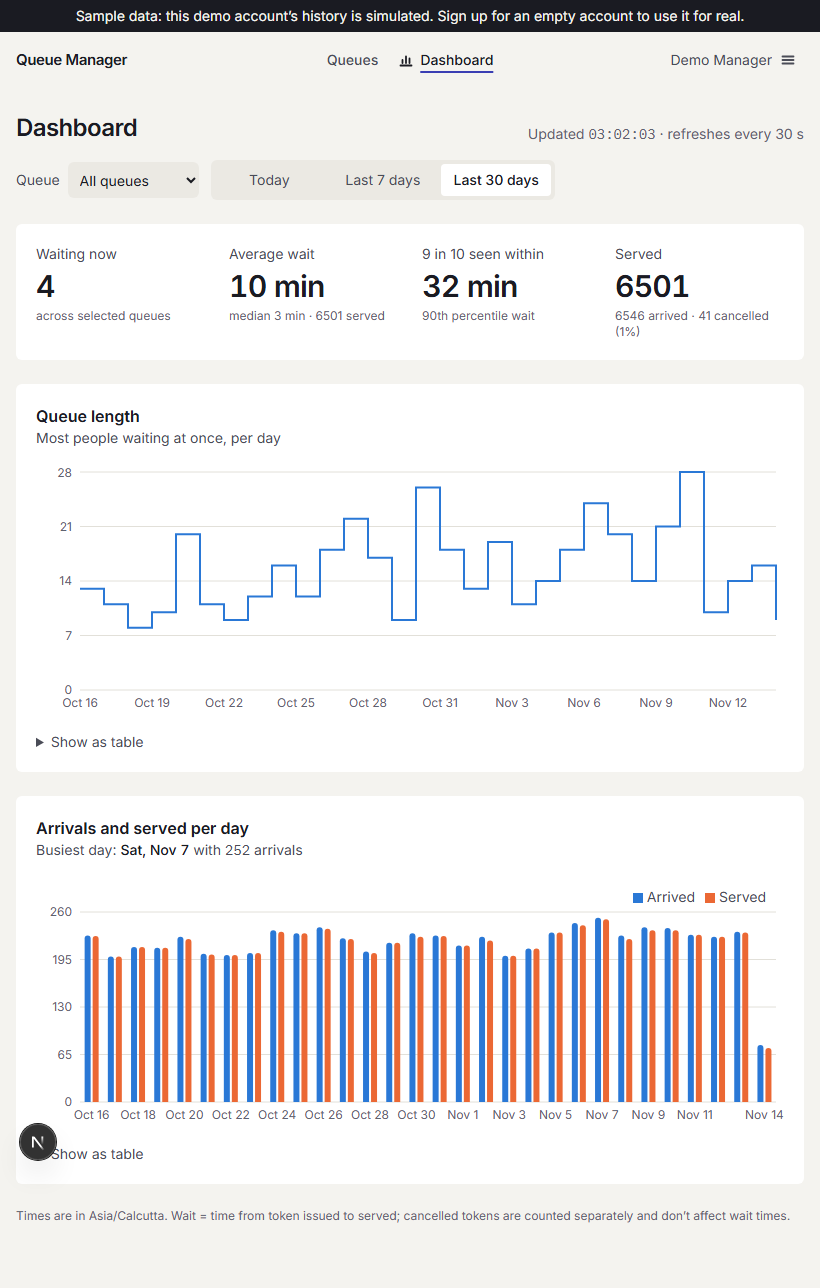 Sample data: this demo account’s history is simulated. Sign up for an empty account to use it for real.
Queue Manager Queues Dashboard Demo Manager
Dashboard
Updated 03:02:03 · refreshes every 30 s
Queue All queues Today Last 7 days Last 30 days
Waiting now Average wait 9 in 10 seen within Served
4 10 min 32 min 6501
across selected queues median 3 min · 6501 served 90th percentile wait 6546 arrived · 41 cancelled
(1%)
Queue length
Most people waiting at once, per day
28
21
14
7
0
Oct 16 Oct 19 Oct 22 Oct 25 Oct 28 Oct 31 Nov 3 Nov 6 Nov 9 Nov 12
Show as table
Arrivals and served per day
Busiest day: Sat, Nov 7 with 252 arrivals
Arrived Served
260
195
130
65
0
Oct 16 Oct 18 Oct 20 Oct 22 Oct 24 Oct 26 Oct 28 Oct 30 Nov 1 Nov 3 Nov 5 Nov 7 Nov 9 Nov 11 Nov 14
N
Show as table
Times are in Asia/Calcutta. Wait = time from token issued to served; cancelled tokens are counted separately and don’t affect wait times.